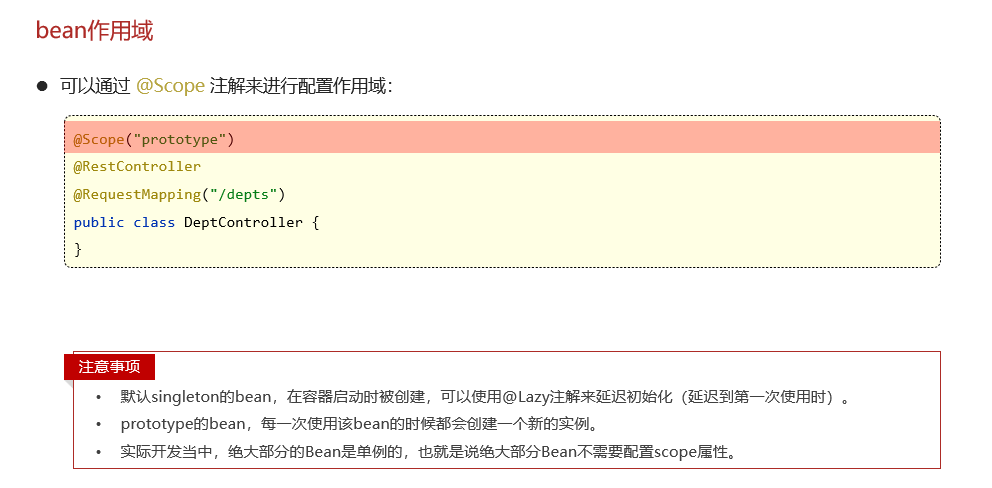 bean作用域
● 可以通过 @Scope 注解来进行配置作用域：
@Scope("prototype")
@RestController
@RequestMapping("/depts")
public class DeptController {
}
注意事项
• 默认singleton的bean，在容器启动时被创建，可以使用@Lazy注解来延迟初始化（延迟到第一次使用时）。
• prototype的bean，每一次使用该bean的时候都会创建一个新的实例。
• 实际开发当中，绝大部分的Bean是单例的，也就是说绝大部分Bean不需要配置scope属性。